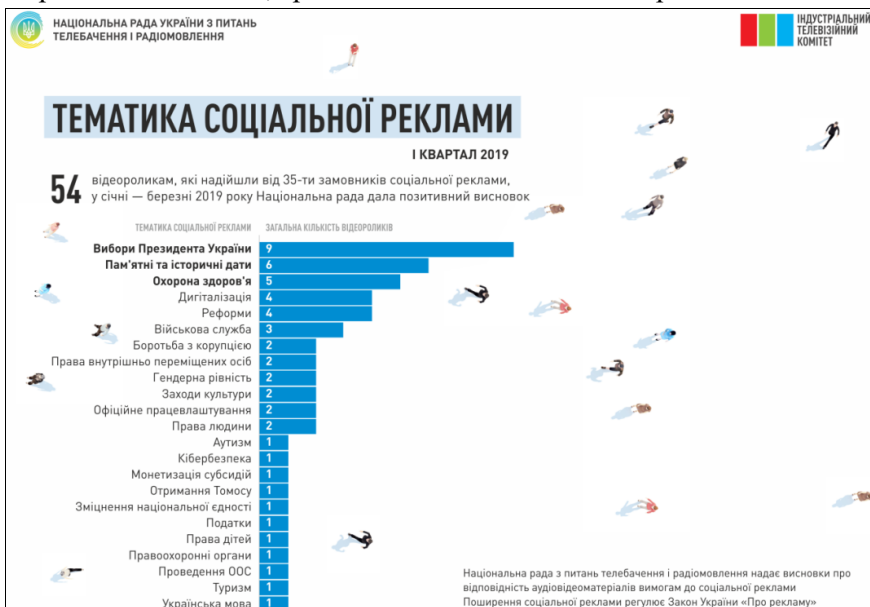 НАЦІОНАЛЬНА РАДА УКРАЇНИ З ПИТАНЬ
ТЕЛЕБАЧЕННЯ І РАДІОМОВЛЕННЯ
ІНДУСТРІАЛЬНИЙ
ТЕЛЕВІЗІЙНИЙ
КОМІТЕТ
ТЕМАТИКА СОЦІАЛЬНОЇ РЕКЛАМИ
І КВАРТАЛ 2019
54 відеороликам, які надійшли від 35-ти замовників соціальної реклами,
у січні — березні 2019 року Національна рада дала позитивний висновок
ТЕМАТИКА СОЦІАЛЬНОЇ РЕКЛАМИ ЗАГАЛЬНА КІЛЬКІСТЬ ВІДЕОРОЛИКІВ
Вибори Президента України 9
Пам'ятні та історичні дати 6
Охорона здоров'я 5
Дигіталізація 4
Реформи 4
Військова служба 3
Боротьба з корупцією 2
Права внутрішньо переміщених осіб 2
Гендерна рівність 2
Заходи культури 2
Офіційне працевлаштування 2
Права людини 2
Аутизм 1
Кібербезпека 1
Монетизація субсидій 1
Отримання Томосу 1
Зміцнення національної єдності 1
Податки 1
Права дітей 1
Правоохоронні органи 1
Проведення ООС 1
Туризм 1
Українська мова 1
Національна рада з питань телебачення і радіомовлення надає висновки про
відповідність аудіовідеоматеріалів вимогам до соціальної реклами
Поширення соціальної реклами регулює Закон України «Про рекламу»